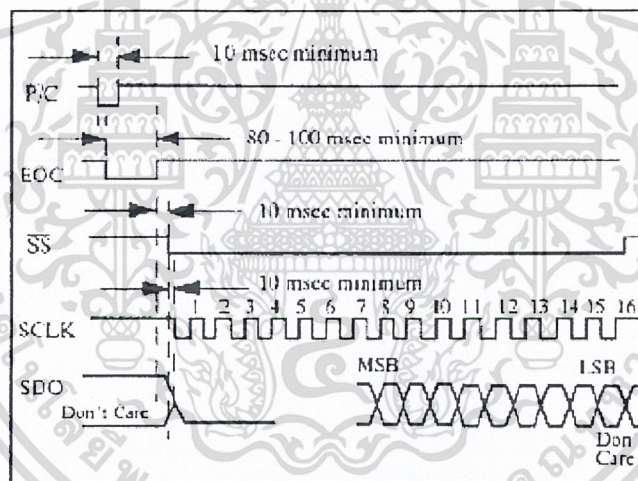 10 msec minimum
P/C
80 - 100 msec minimum
EOC
10 msec minimum
SS
10 msec minimum
1 2 3 4 5 6 7 8 9 10 11 12 13 14 15 16
SCLK
MSB LSB
SDO
Don't Care
Don
Care